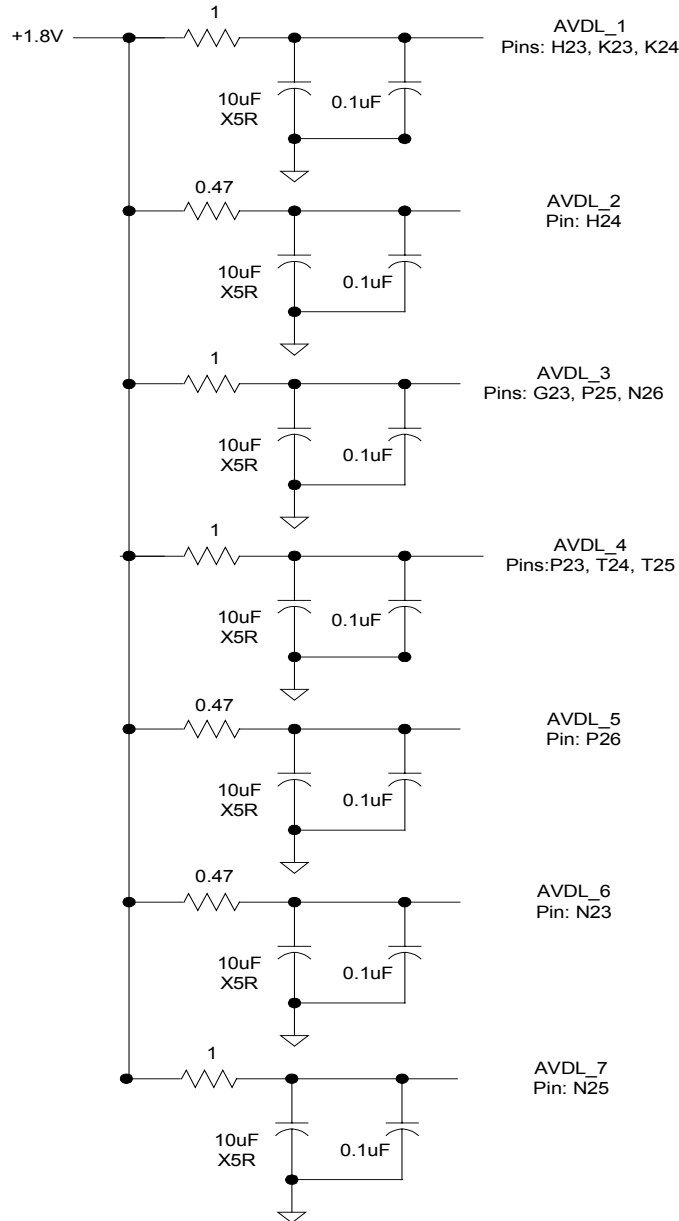 1
+1.8V
AVDL_1
Pins: H23, K23, K24
10uF
X5R
0.1uF
0.47
AVDL_2
Pin: H24
10uF
X5R
0.1uF
1
AVDL_3
Pins: G23, P25, N26
10uF
X5R
0.1uF
1
AVDL_4
Pins:P23, T24, T25
10uF
X5R
0.1uF
0.47
AVDL_5
Pin: P26
10uF
X5R
0.1uF
0.47
AVDL_6
Pin: N23
10uF
X5R
0.1uF
1
AVDL_7
Pin: N25
10uF
X5R
0.1uF